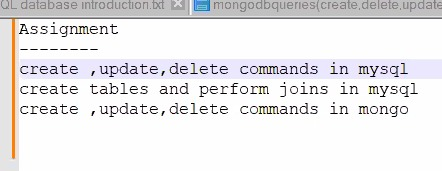 QL database introduction.txt mongodbqueries(create,delete,update
Assignment
--------
create ,update,delete commands in mysql
create tables and perform joins in mysql
create ,update,delete commands in mongo